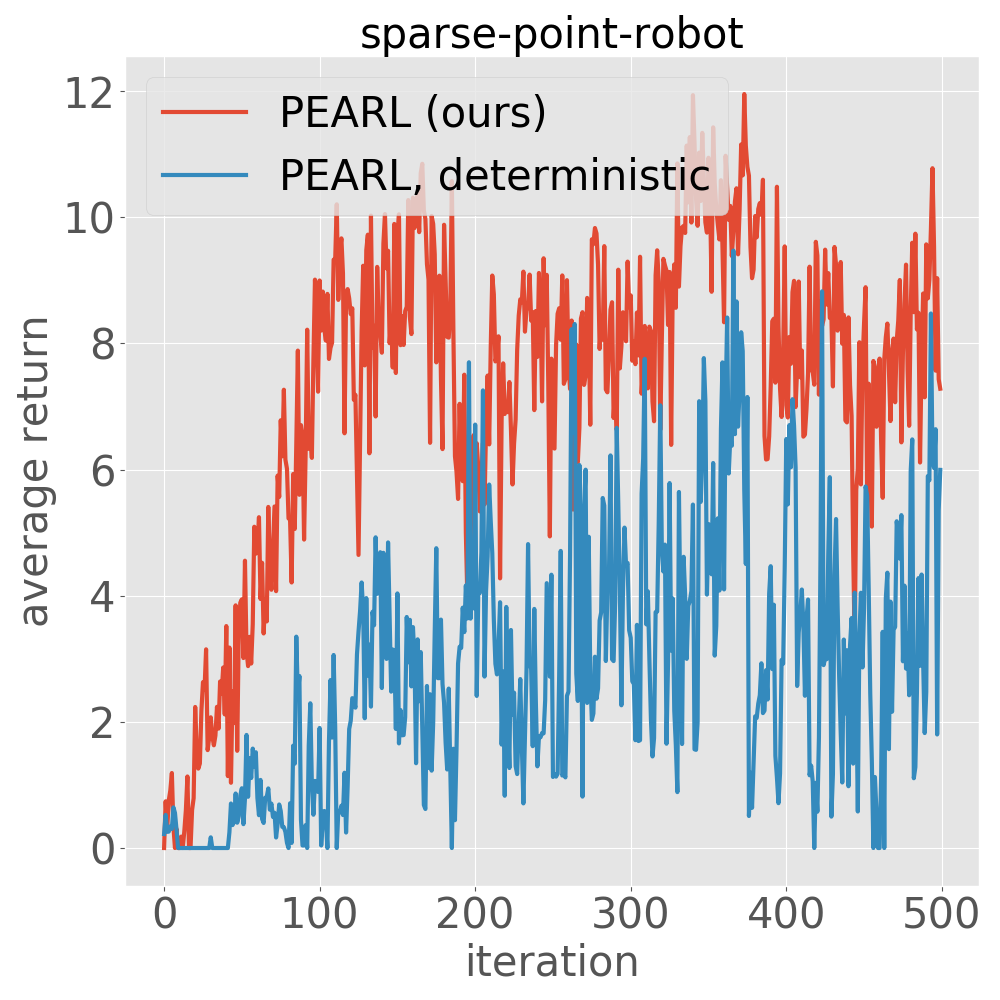 sparse-point-robot
PEARL (ours)
PEARL, deterministic
12
10
8
6
4
2
0
average return
0 100 200 300 400 500
iteration